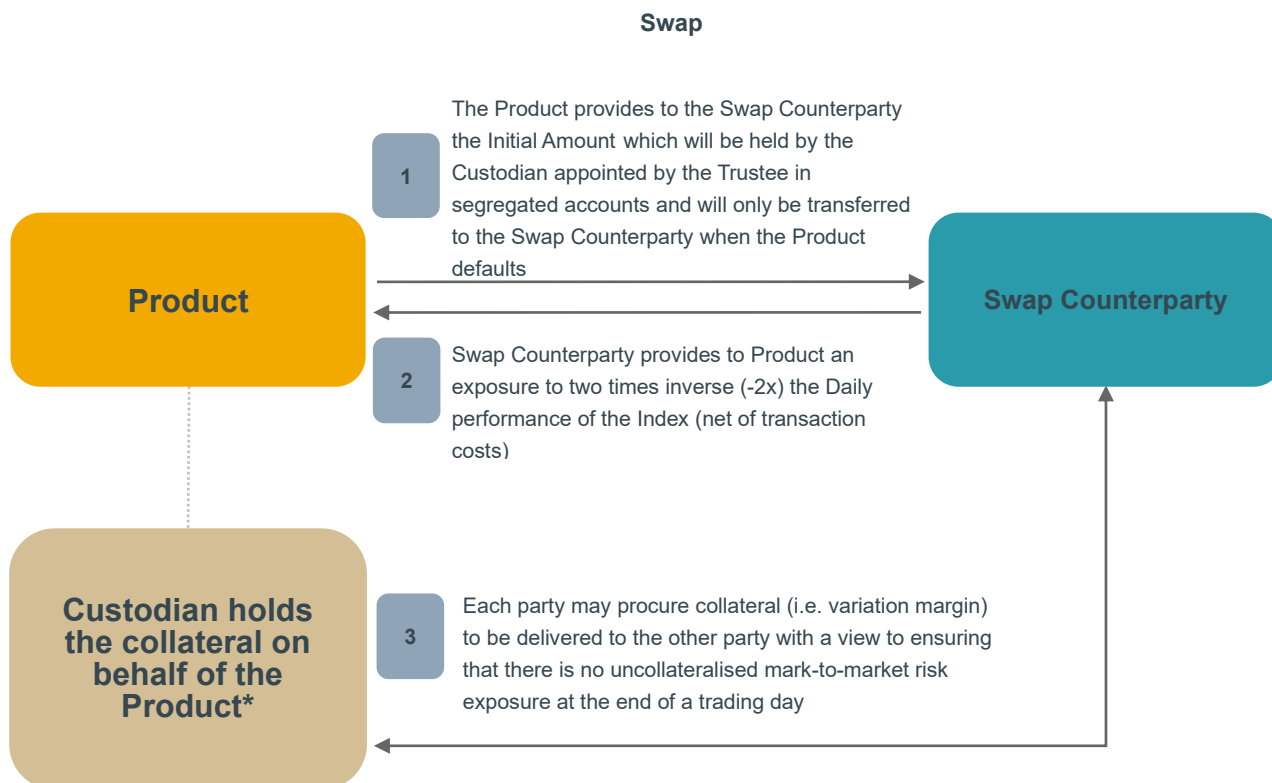 Swap
The Product provides to the Swap Counterparty
the Initial Amount which will be held by the
Custodian appointed by the Trustee in
segregated accounts and will only be transferred
to the Swap Counterparty when the Product
defaults
1
Product
Swap Counterparty
2
Swap Counterparty provides to Product an
exposure to two times inverse (-2x) the Daily
performance of the Index (net of transaction
costs)
Custodian holds
the collateral on
behalf of the
Product*
3
Each party may procure collateral (i.e. variation margin)
to be delivered to the other party with a view to ensuring
that there is no uncollateralised mark-to-market risk
exposure at the end of a trading day